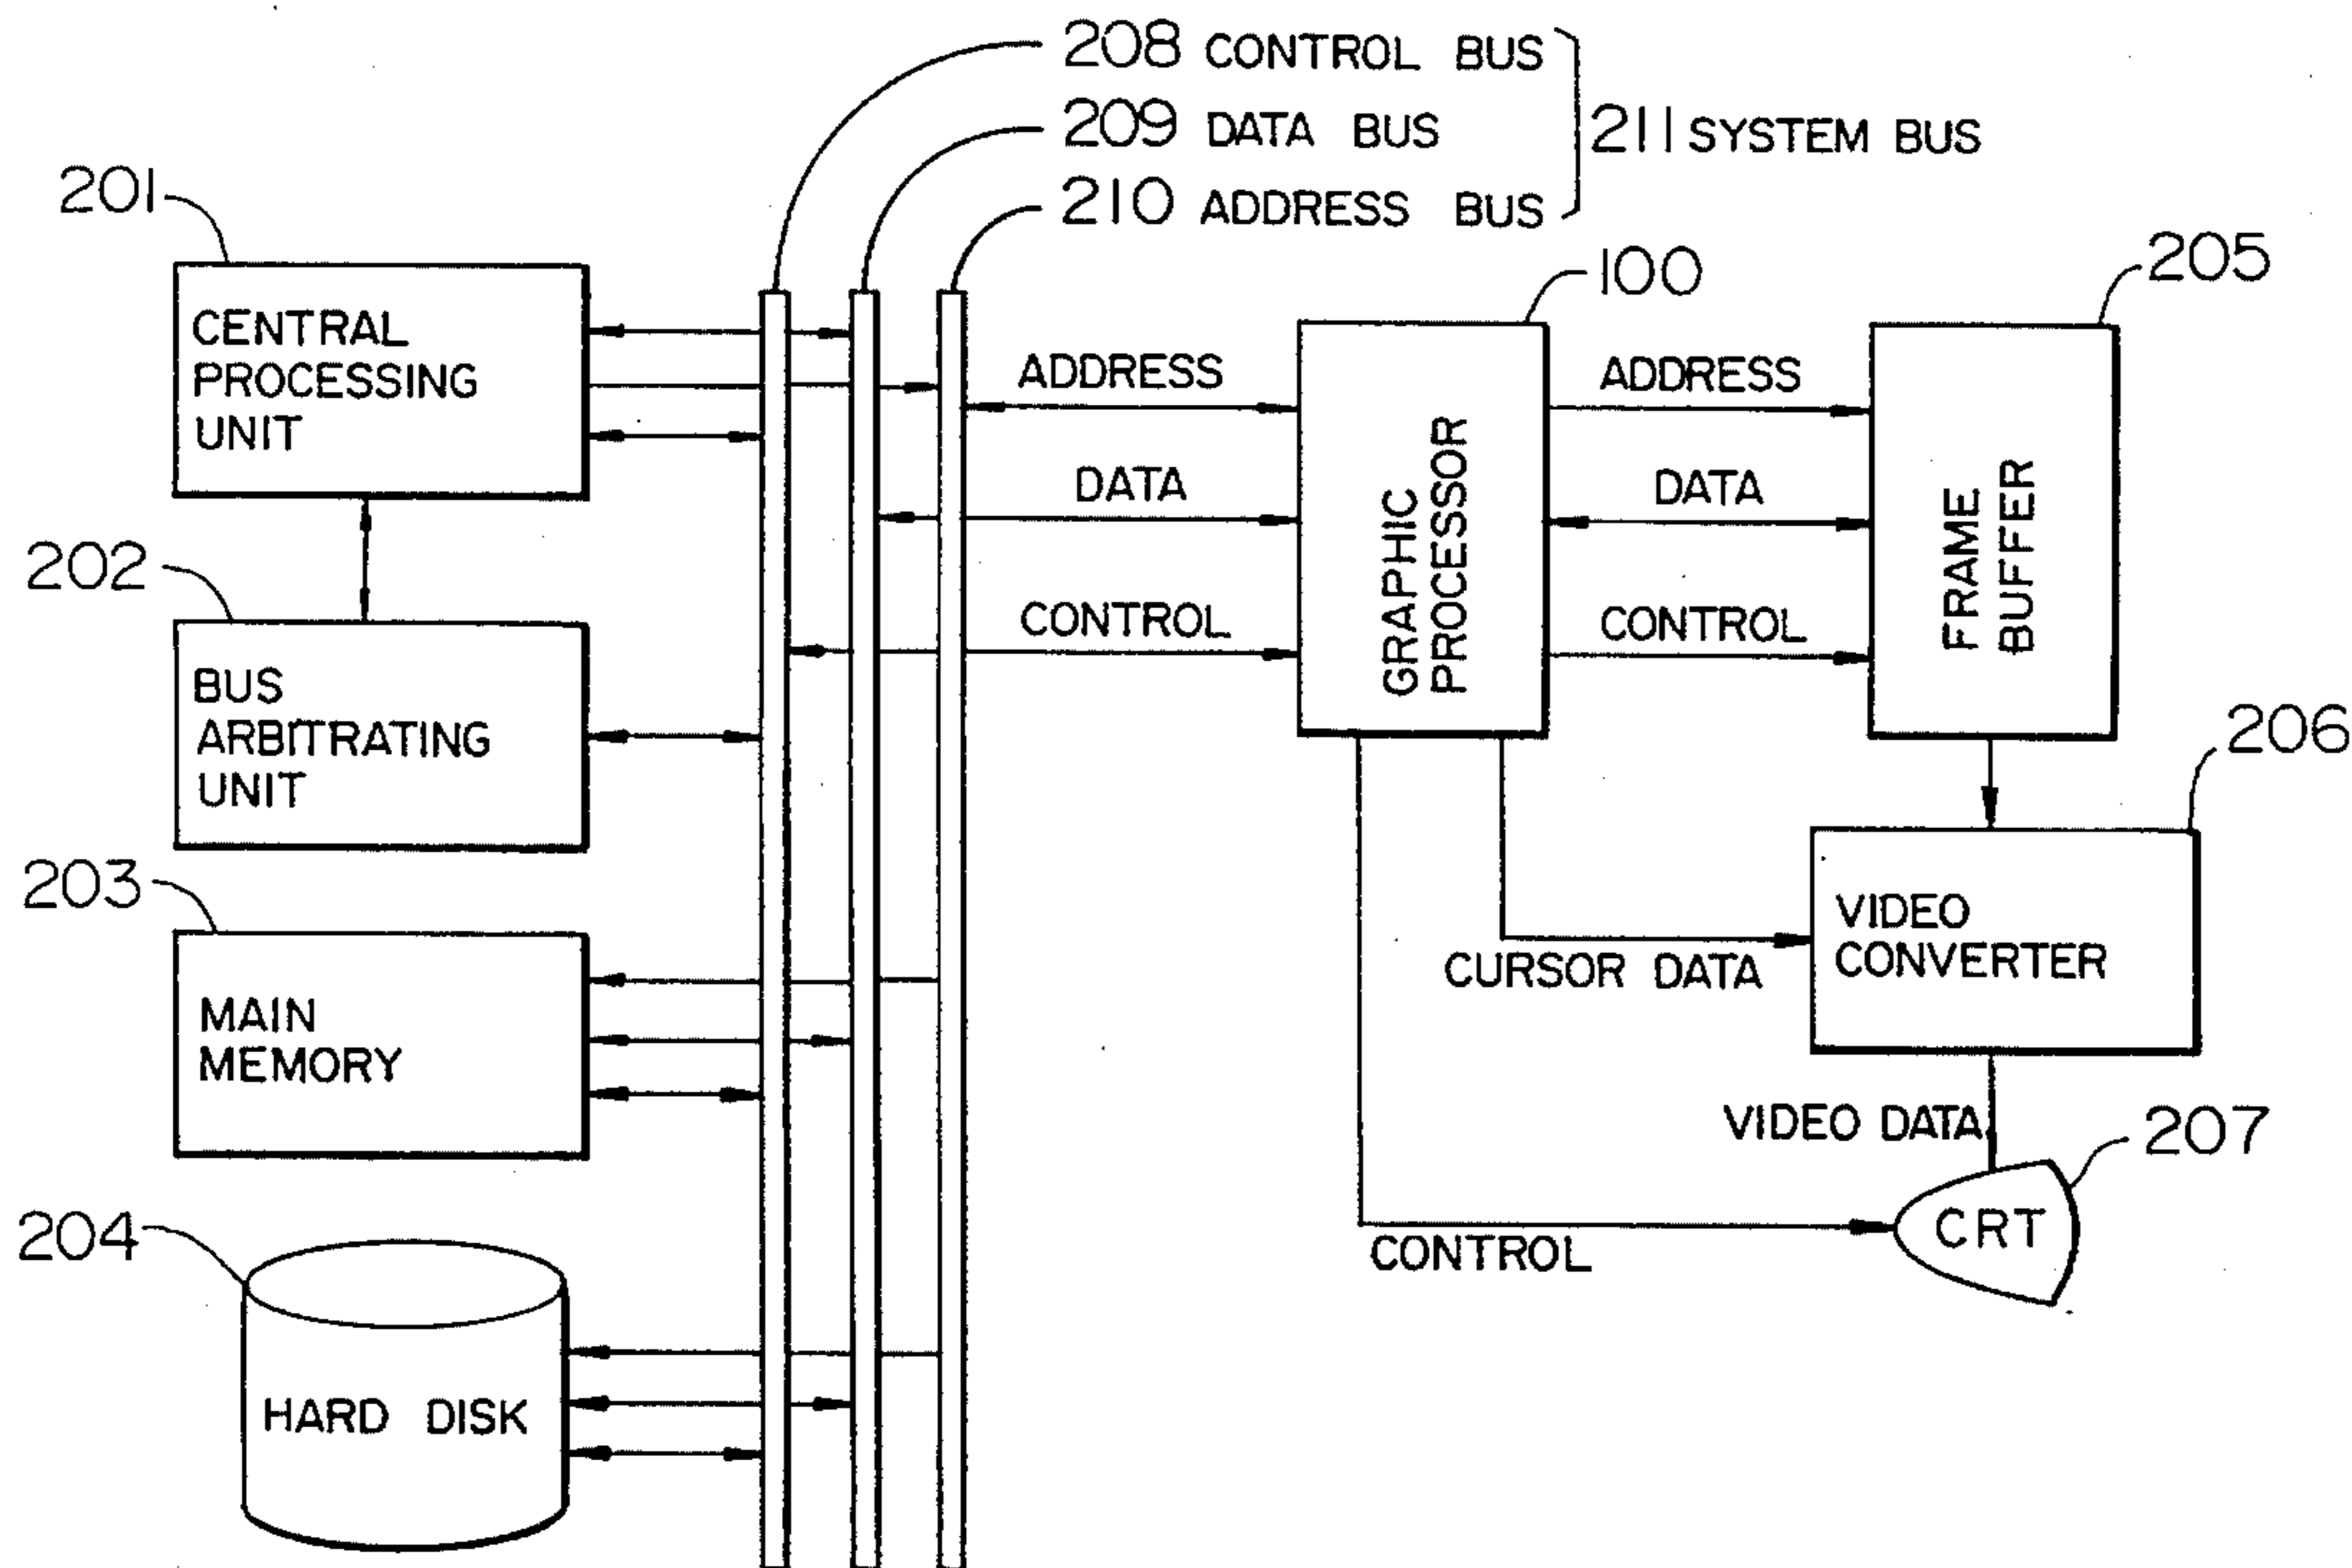 208 CONTROL BUS
209 DATA BUS
210 ADDRESS BUS
211 SYSTEM BUS
201
CENTRAL
PROCESSING
UNIT
202
BUS
ARBITRATING
UNIT
203
MAIN
MEMORY
204
HARD DISK
ADDRESS
DATA
CONTROL
100
GRAPHIC
PROCESSOR
ADDRESS
DATA
CONTROL
205
FRAME
BUFFER
206
VIDEO
CONVERTER
CURSOR DATA
VIDEO DATA
207
CRT
CONTROL